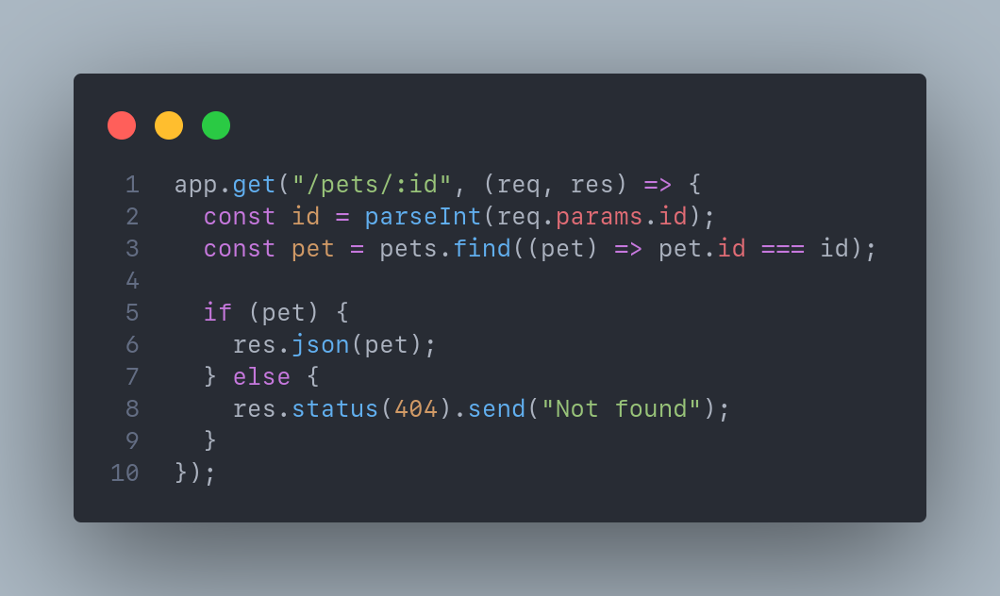 1 app.get("/pets/:id", (req, res) => {
2   const id = parseInt(req.params.id);
3   const pet = pets.find((pet) => pet.id === id);
4
5   if (pet) {
6     res.json(pet);
7   } else {
8     res.status(404).send("Not found");
9   }
10 });